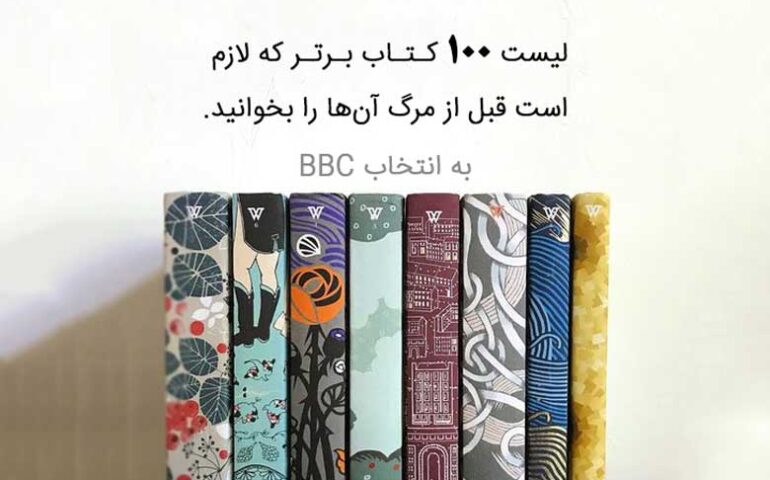 لیست ۱۰۰ کتاب برتر که لازم
است قبل از مرگ آن‌ها را بخوانید.
به انتخاب BBC